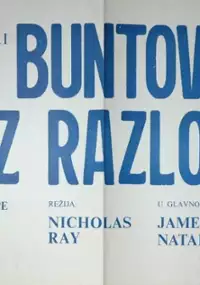 BUNTOV
Z RAZLO
REŽIJA
NICHOLAS
RAY
U GLAVNO
JAME
NATAL